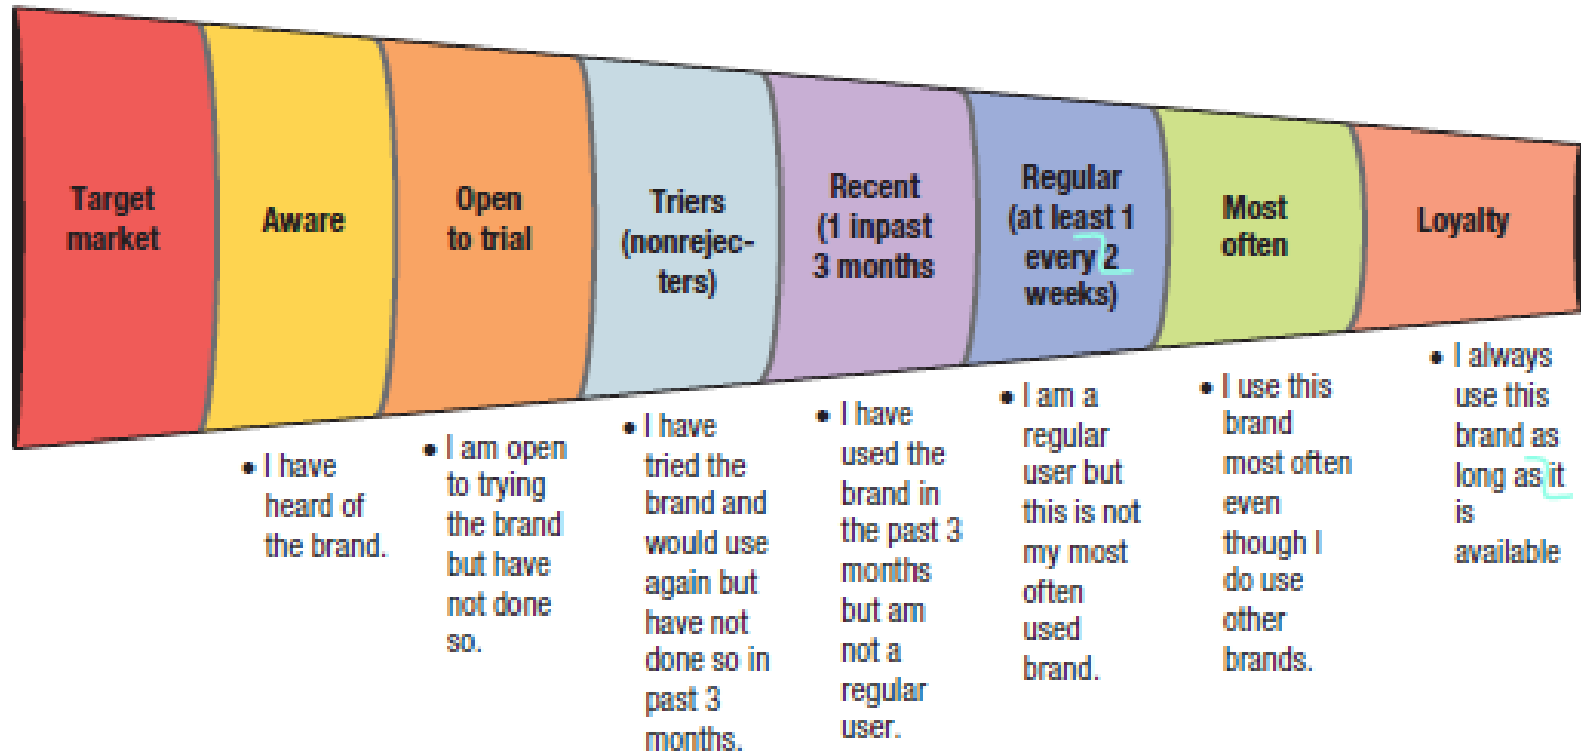 Target
market
Aware
Open
to trial
Triers
(nonrejec-
ters)
Recent
(1 inpast
3 months
Regular
(at least 1
every 2
weeks)
Most
often
Loyalty
• I have
heard of
the brand.
• I am open
to trying
the brand
but have
not done
so.
• I have
tried the
brand and
would use
again but
have not
done so in
past 3
months.
• I have
used the
brand in
the past 3
months
but am
not a
regular
user.
• I am a
regular
user but
this is not
my most
often
used
brand.
• I use this
brand
most often
even
though I
do use
other
brands.
• I always
use this
brand as
long as it
is
available